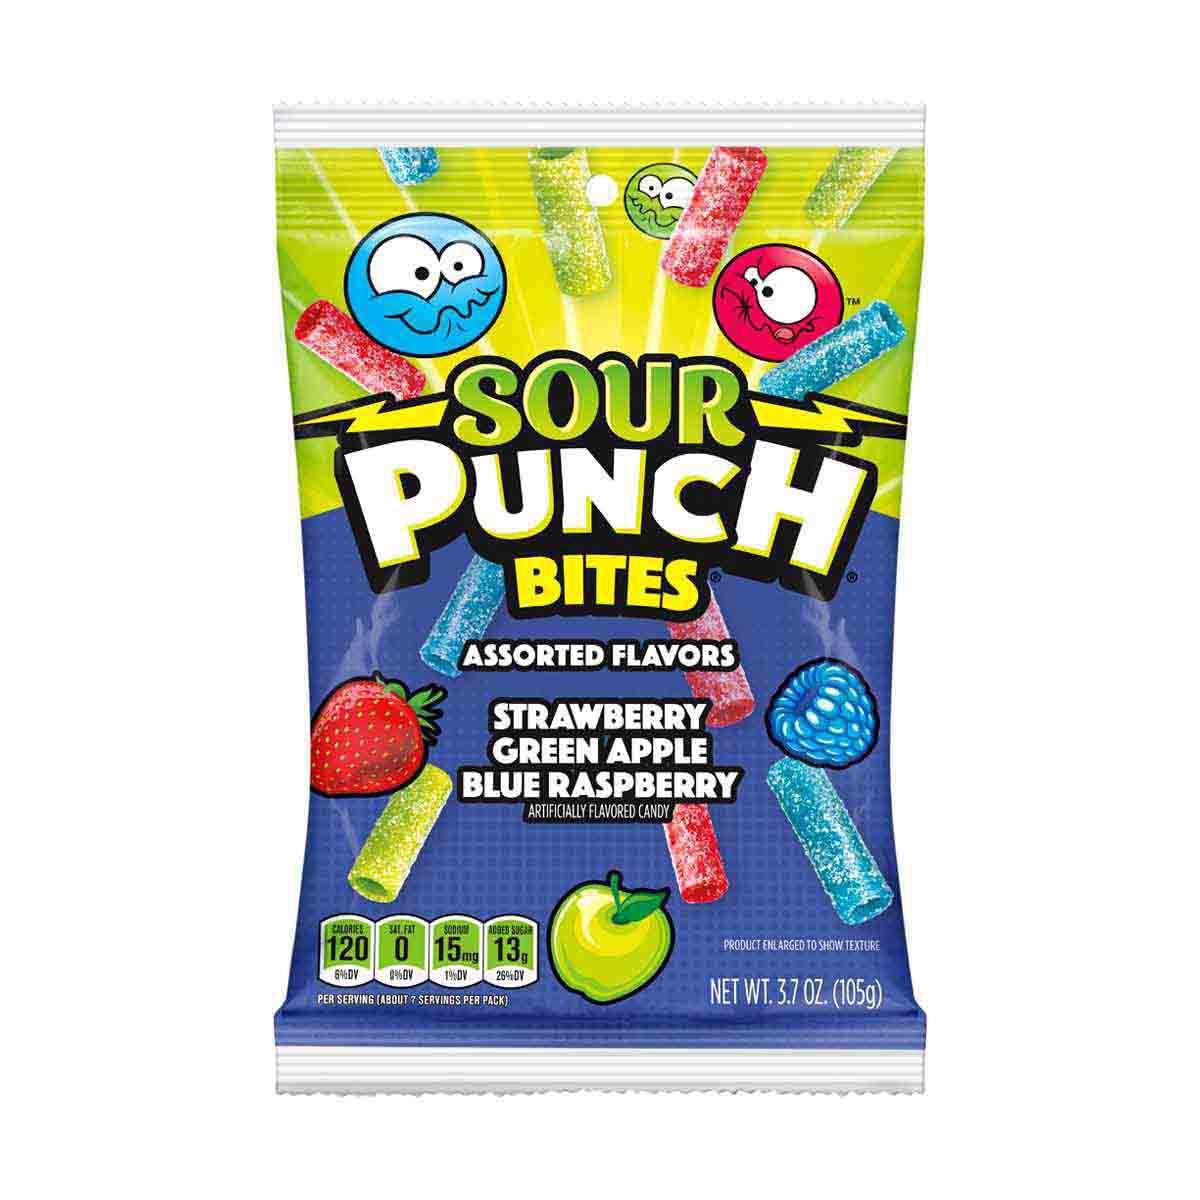 ™
SOUR
PUNCH
BITES®
®
ASSORTED FLAVORS
STRAWBERRY
GREEN APPLE
BLUE RASPBERRY
ARTIFICIALLY FLAVORED CANDY
CALORIES SAT. FAT SODIUM ADDED SUGAR
120 0 15mg 13g
6%DV 0%DV 1%DV 26%DV
PER SERVING (ABOUT 7 SERVINGS PER PACK)
PRODUCT ENLARGED TO SHOW TEXTURE
NET WT. 3.7 OZ. (105g)